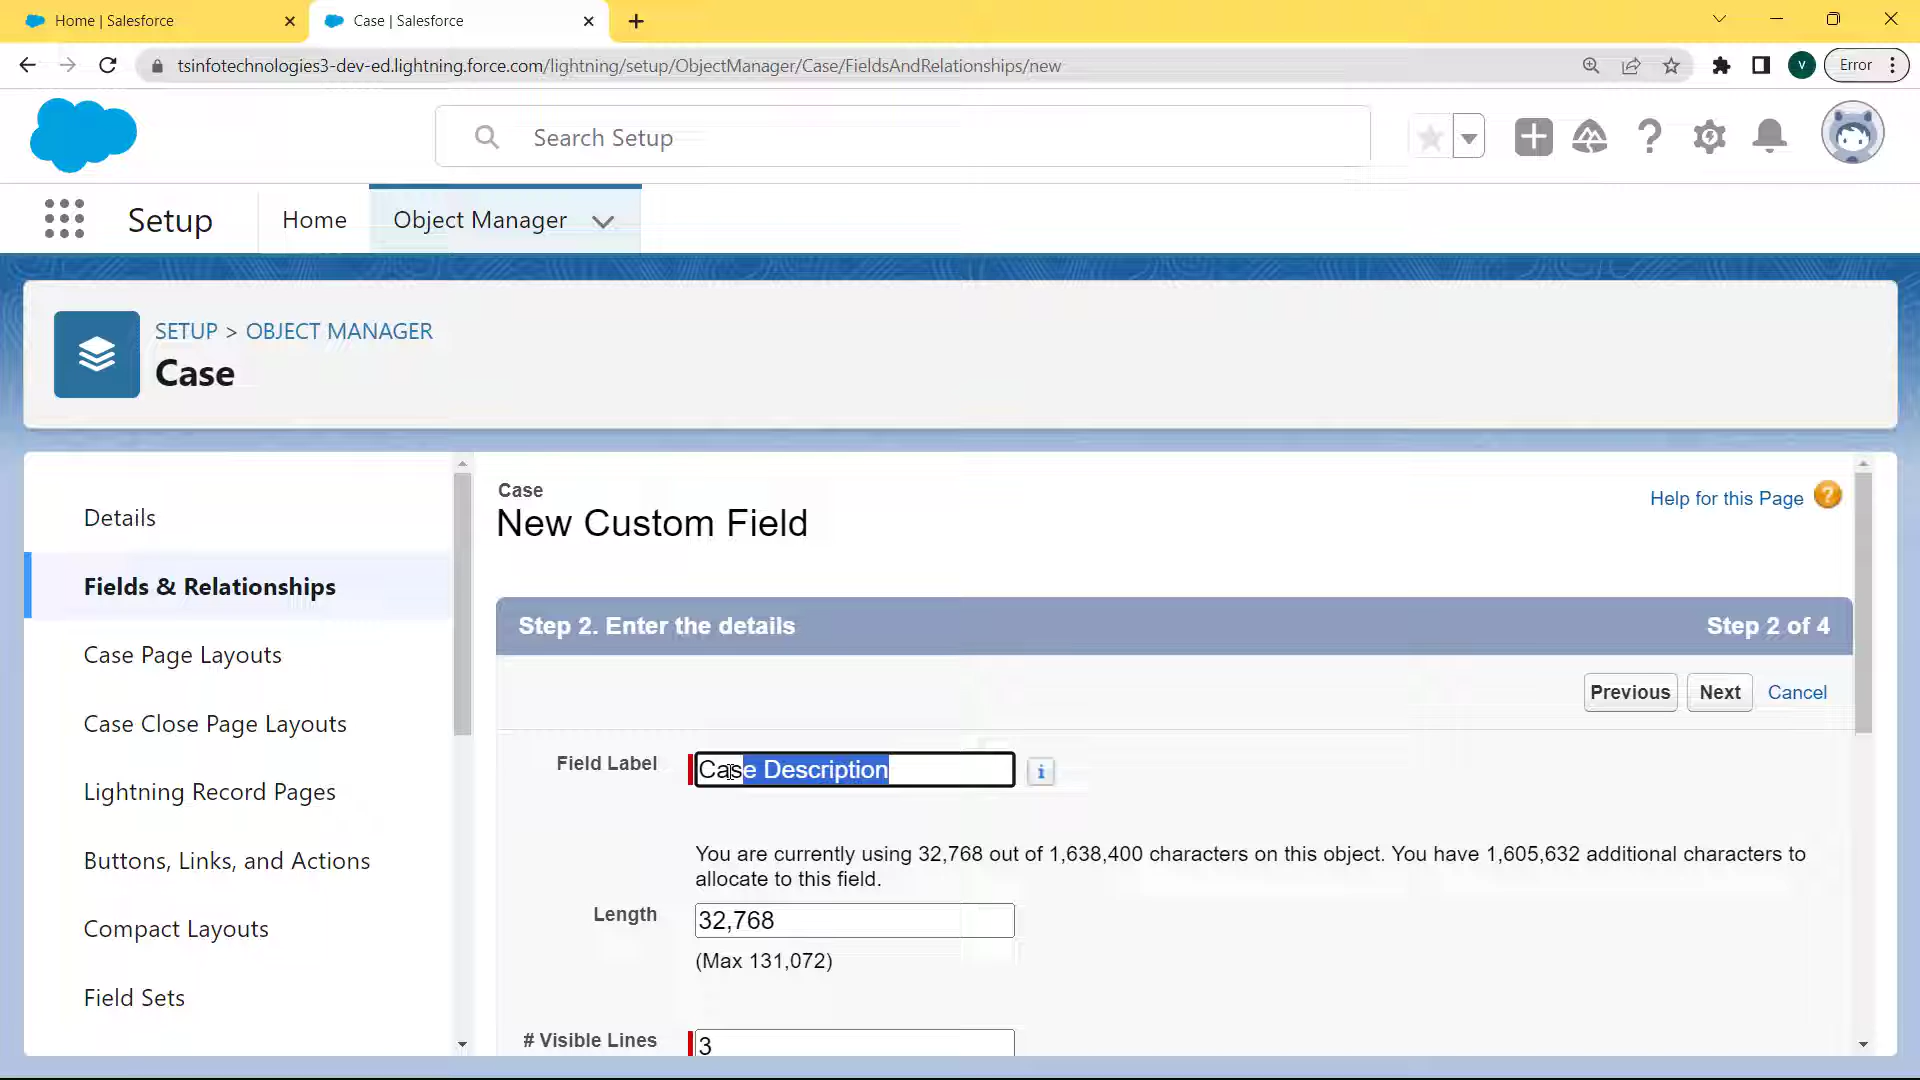 Home | Salesforce
Case | Salesforce
tsinfotechnologies3-dev-ed.lightning.force.com/lightning/setup/ObjectManager/Case/FieldsAndRelationships/new
V
Error
Search Setup
Setup
Home
Object Manager
SETUP > OBJECT MANAGER
Case
Details
Fields & Relationships
Case Page Layouts
Case Close Page Layouts
Lightning Record Pages
Buttons, Links, and Actions
Compact Layouts
Field Sets
Case
New Custom Field
Help for this Page
Step 2. Enter the details
Step 2 of 4
Previous
Next
Cancel
Field Label
Case Description
You are currently using 32,768 out of 1,638,400 characters on this object. You have 1,605,632 additional characters to
allocate to this field.
Length
32,768
(Max 131,072)
# Visible Lines
3